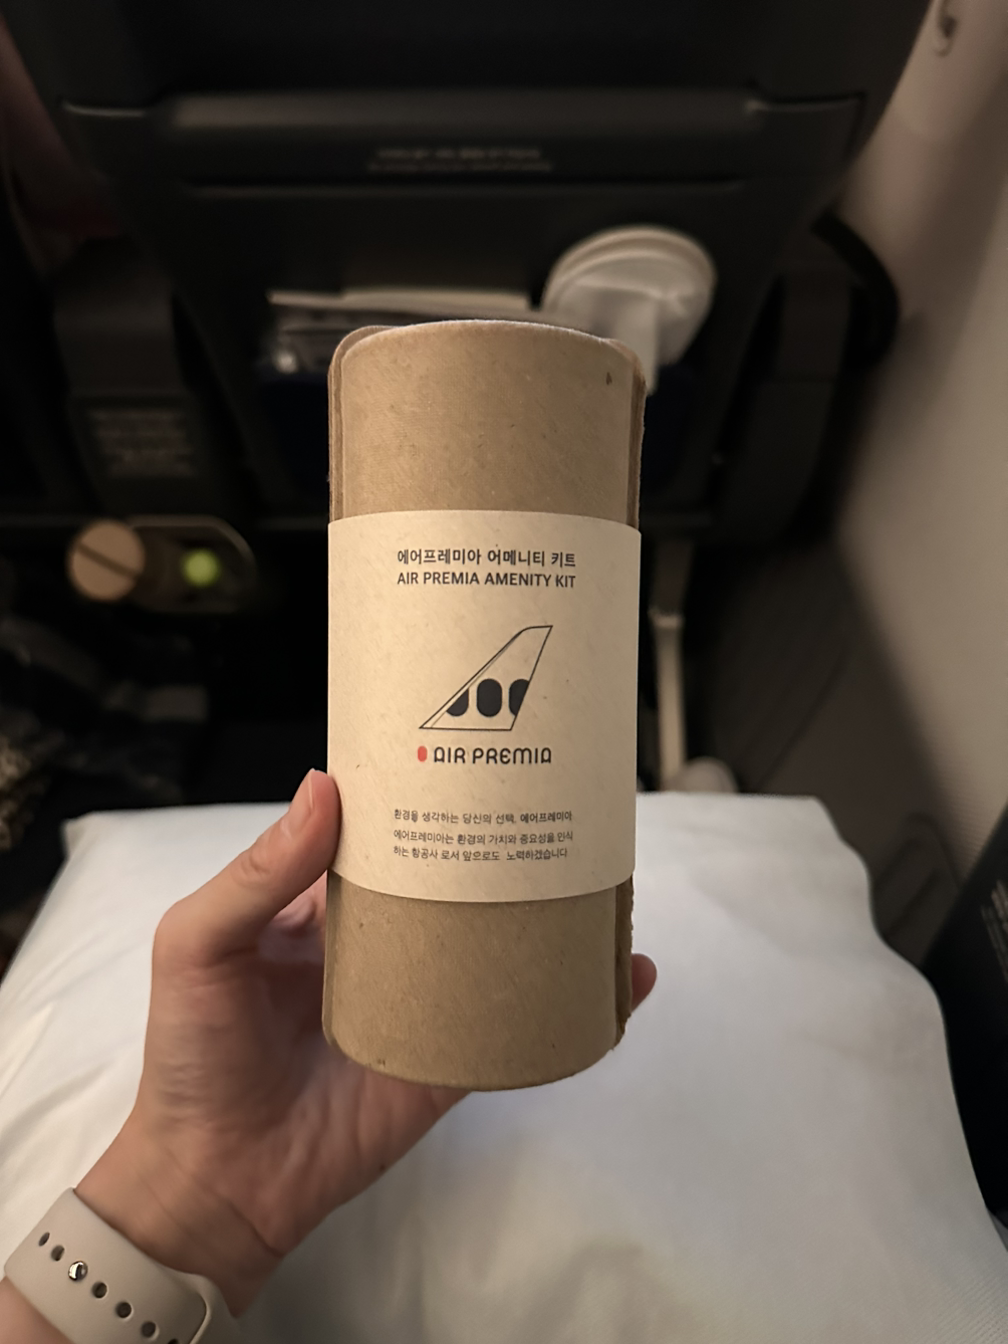 에어프레미아 어메니티 키트
AIR PREMIA AMENITY KIT
AIR PREMIA
환경을 생각하는 당신의 선택, 에어프레미아
에어프레미아는 환경의 가치와 중요성을 인식
하는 항공사 로서 앞으로도 노력하겠습니다